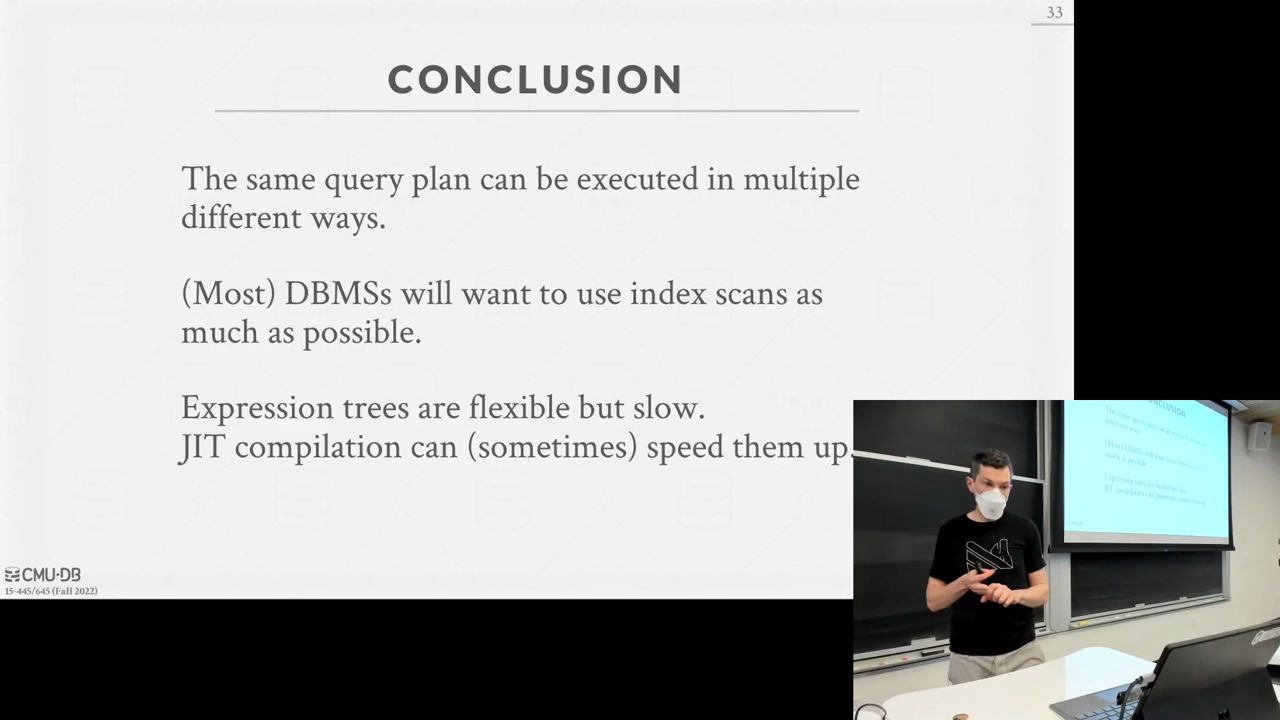 33
CONCLUSION
The same query plan can be executed in multiple
different ways.
(Most) DBMSs will want to use index scans as
much as possible.
Expression trees are flexible but slow.
JIT compilation can (sometimes) speed them up.
CMU·DB
15-445/645 (Fall 2022)